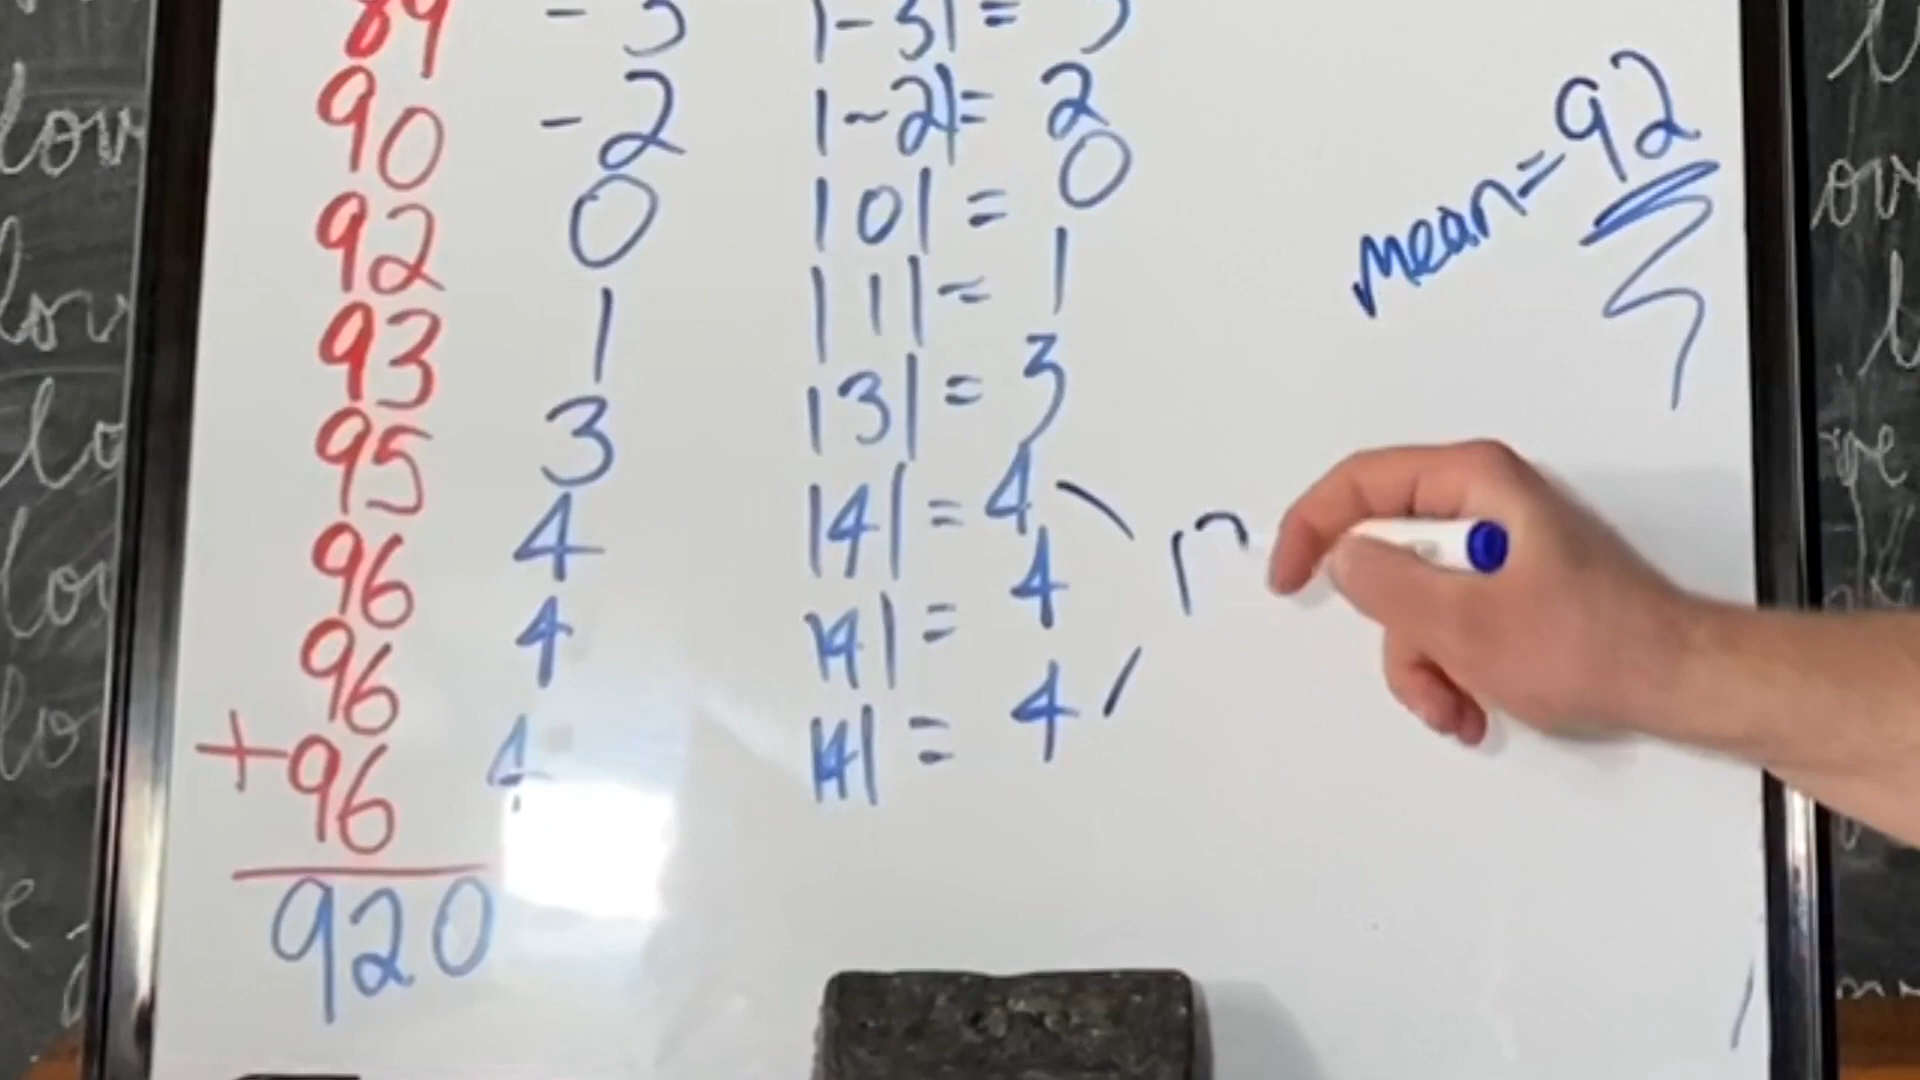 89 -3 |-3| = 3
90 -2 |-2| = 2
92 0 |0| = 0
93 1 |1| = 1
95 3 |3| = 3
96 4 |4| = 4
96 4 |4| = 4
+96 4 |4| = 4
920
mean=92
love